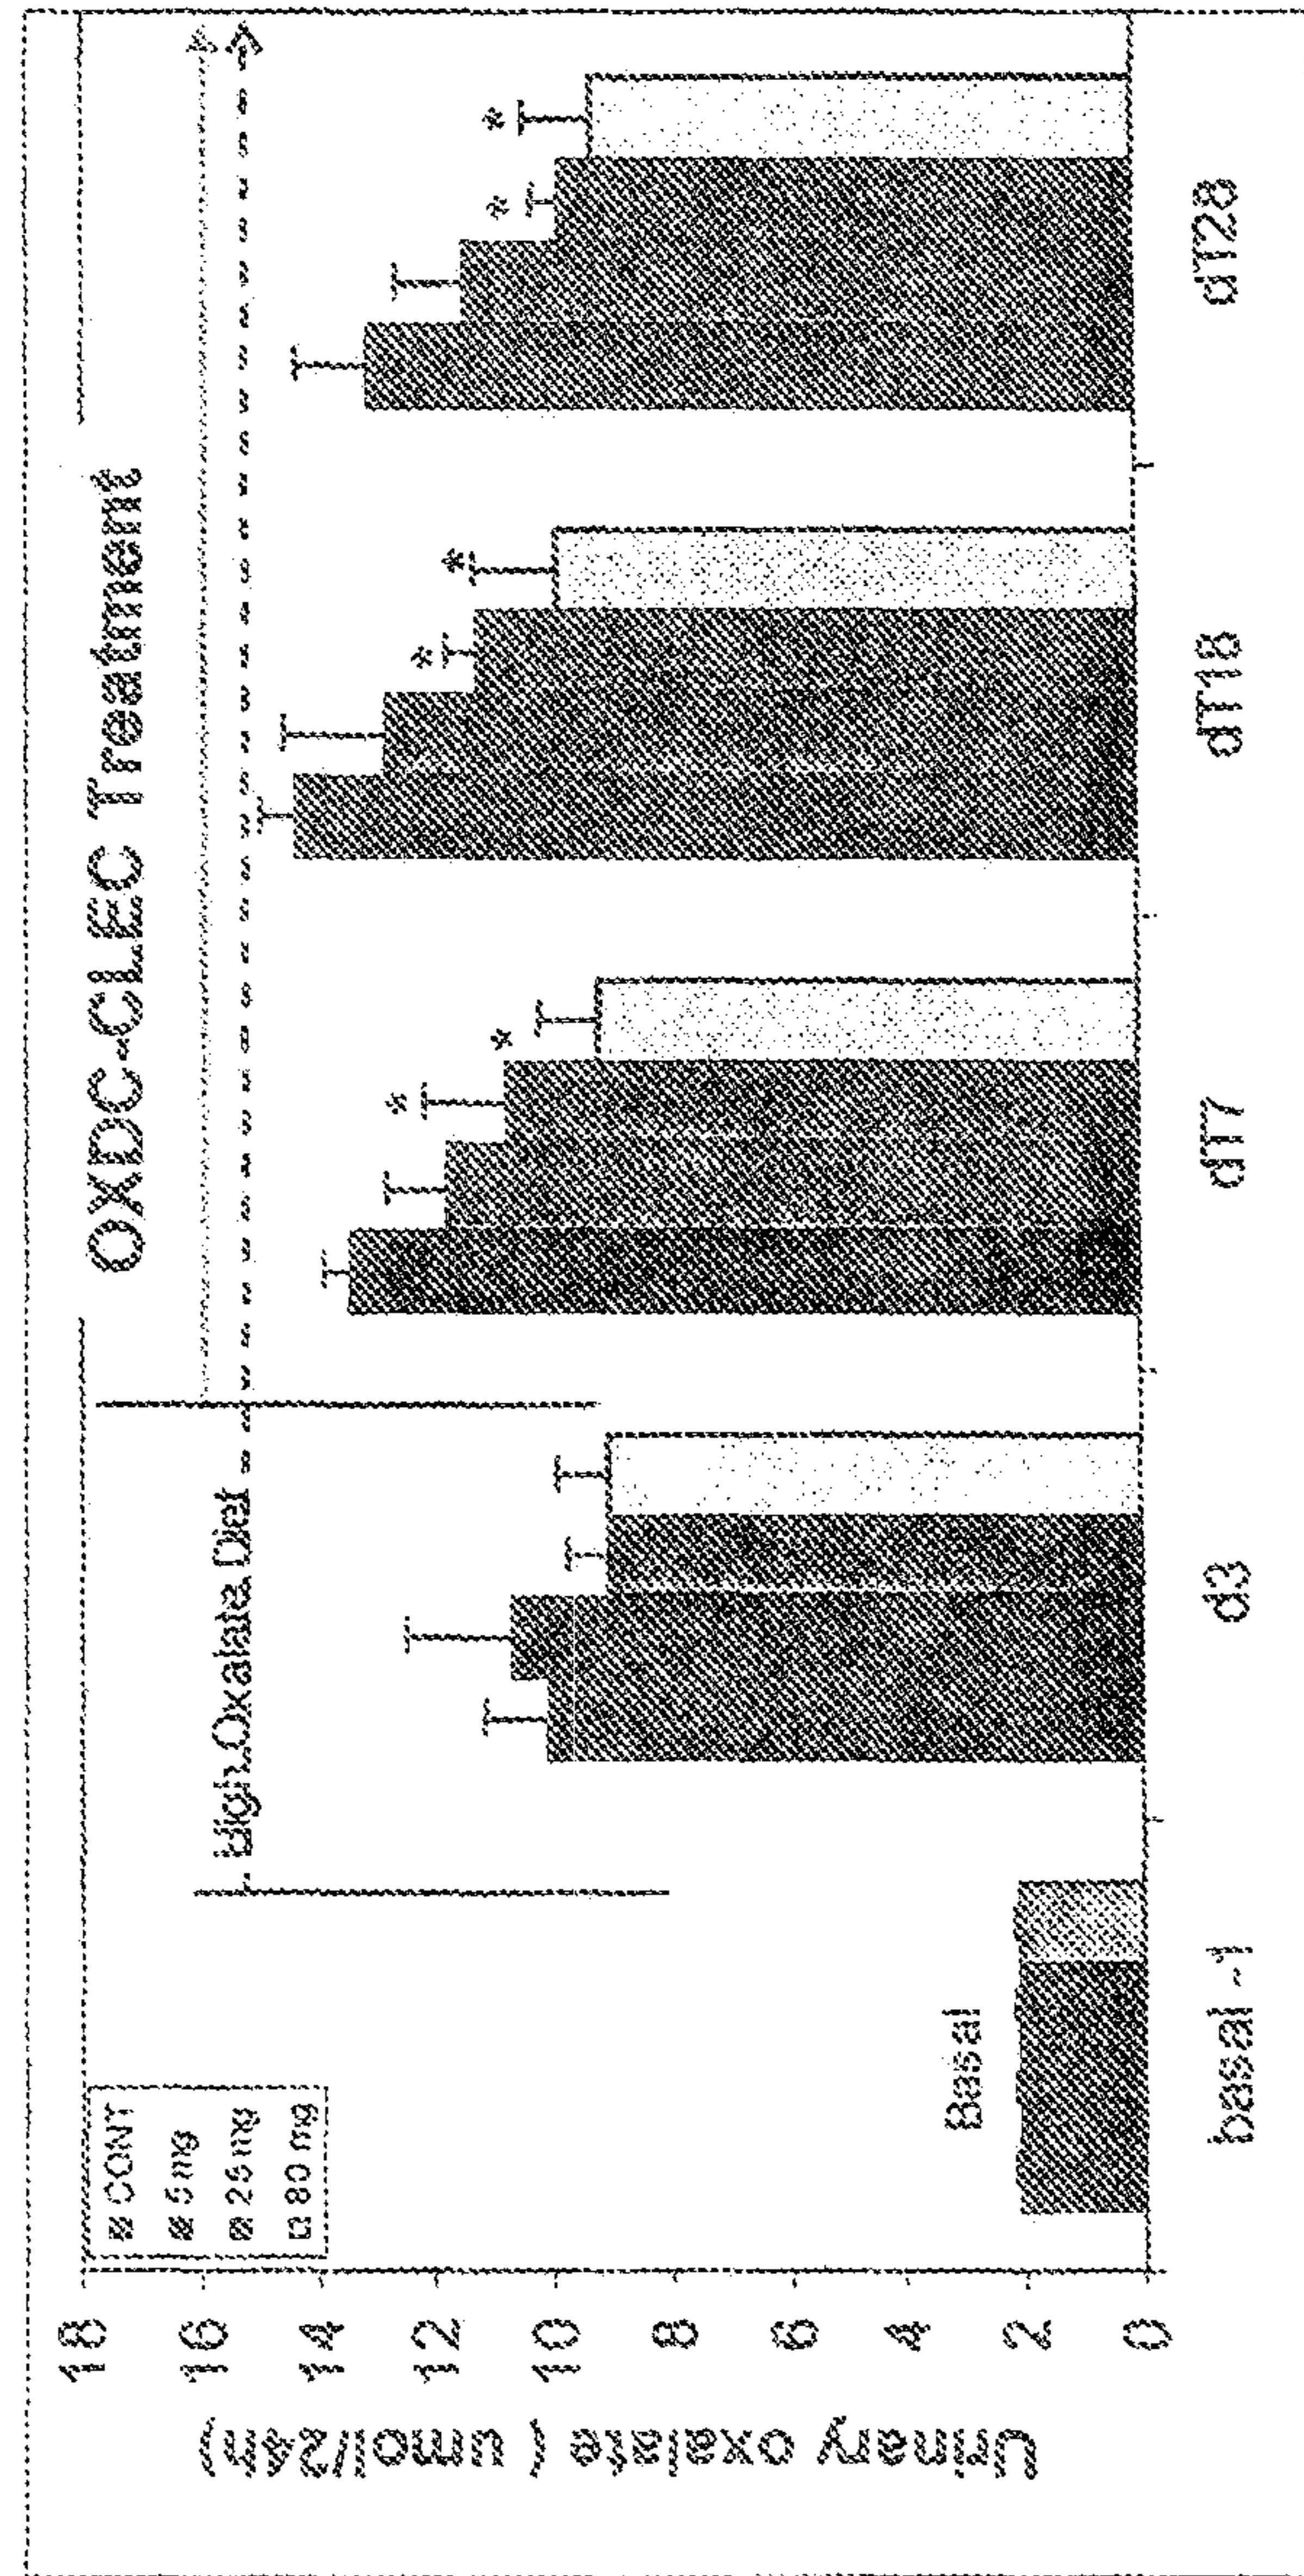 OXDC-CLEC Treatment
High Oxalate Diet
CONT
5 mg
25 mg
80 mg
Urinary oxalate ( umol/24h)
18
16
14
12
10
8
6
4
2
0
Basal
* * * * * *
basal -1
d3
dT7
dT18
dT28